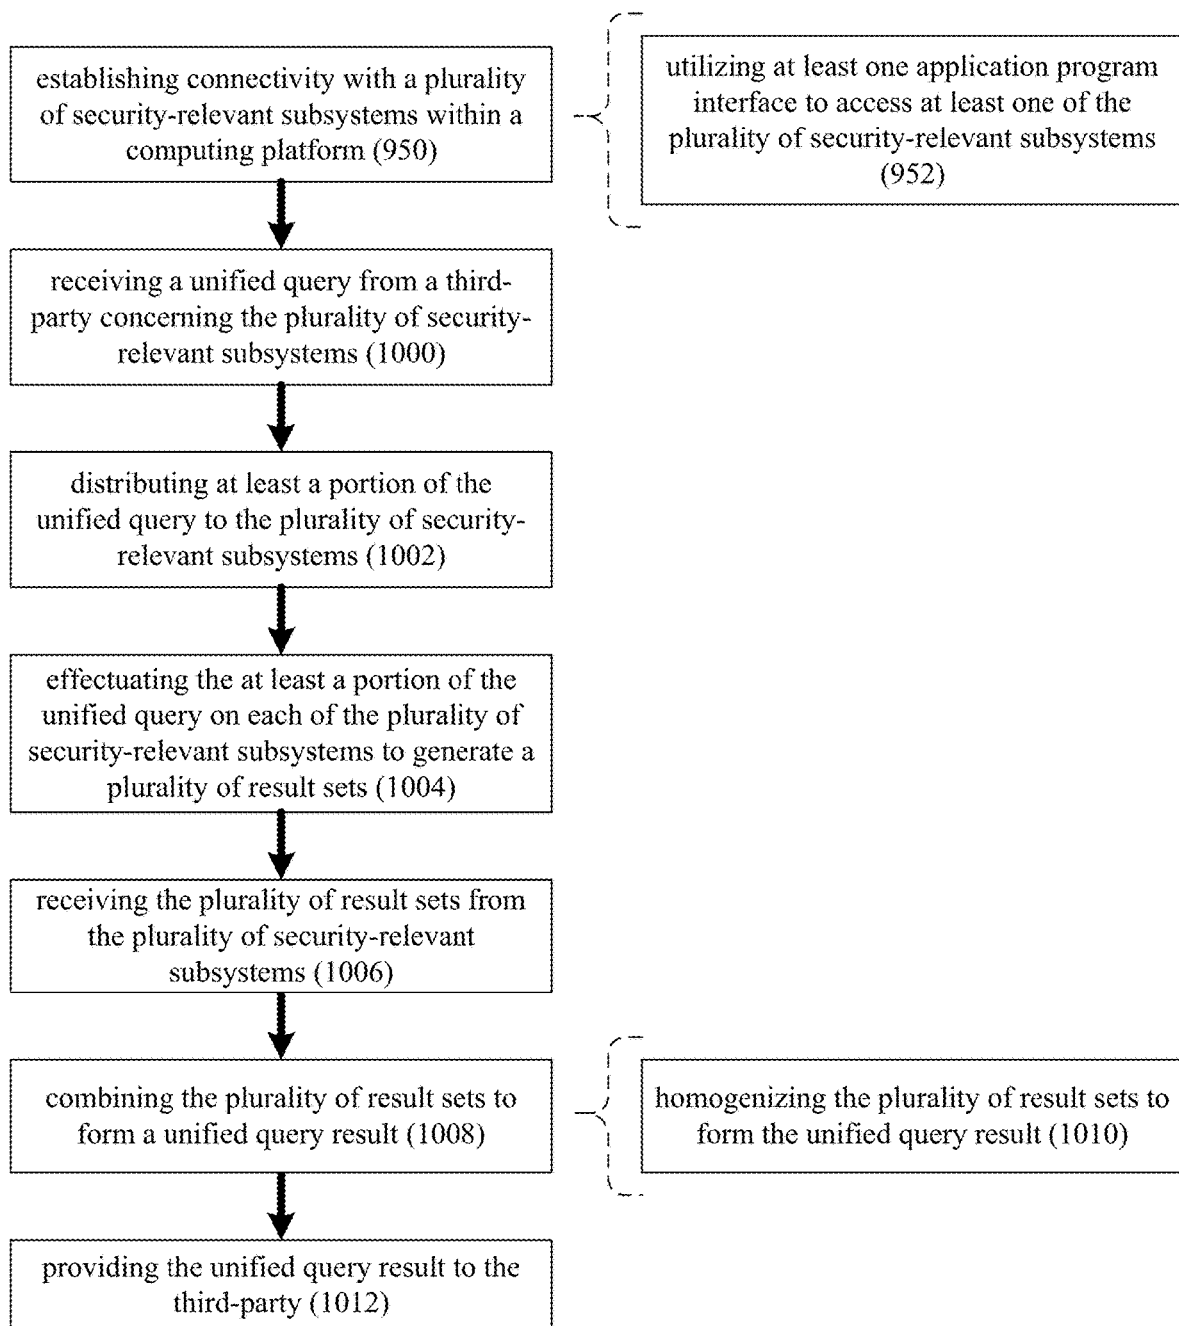 establishing connectivity with a plurality
of security-relevant subsystems within a
computing platform (950)
utilizing at least one application program
interface to access at least one of the
plurality of security-relevant subsystems
(952)
receiving a unified query from a third-
party concerning the plurality of security-
relevant subsystems (1000)
distributing at least a portion of the
unified query to the plurality of security-
relevant subsystems (1002)
effectuating the at least a portion of the
unified query on each of the plurality of
security-relevant subsystems to generate a
plurality of result sets (1004)
receiving the plurality of result sets from
the plurality of security-relevant
subsystems (1006)
combining the plurality of result sets to
form a unified query result (1008)
homogenizing the plurality of result sets to
form the unified query result (1010)
providing the unified query result to the
third-party (1012)